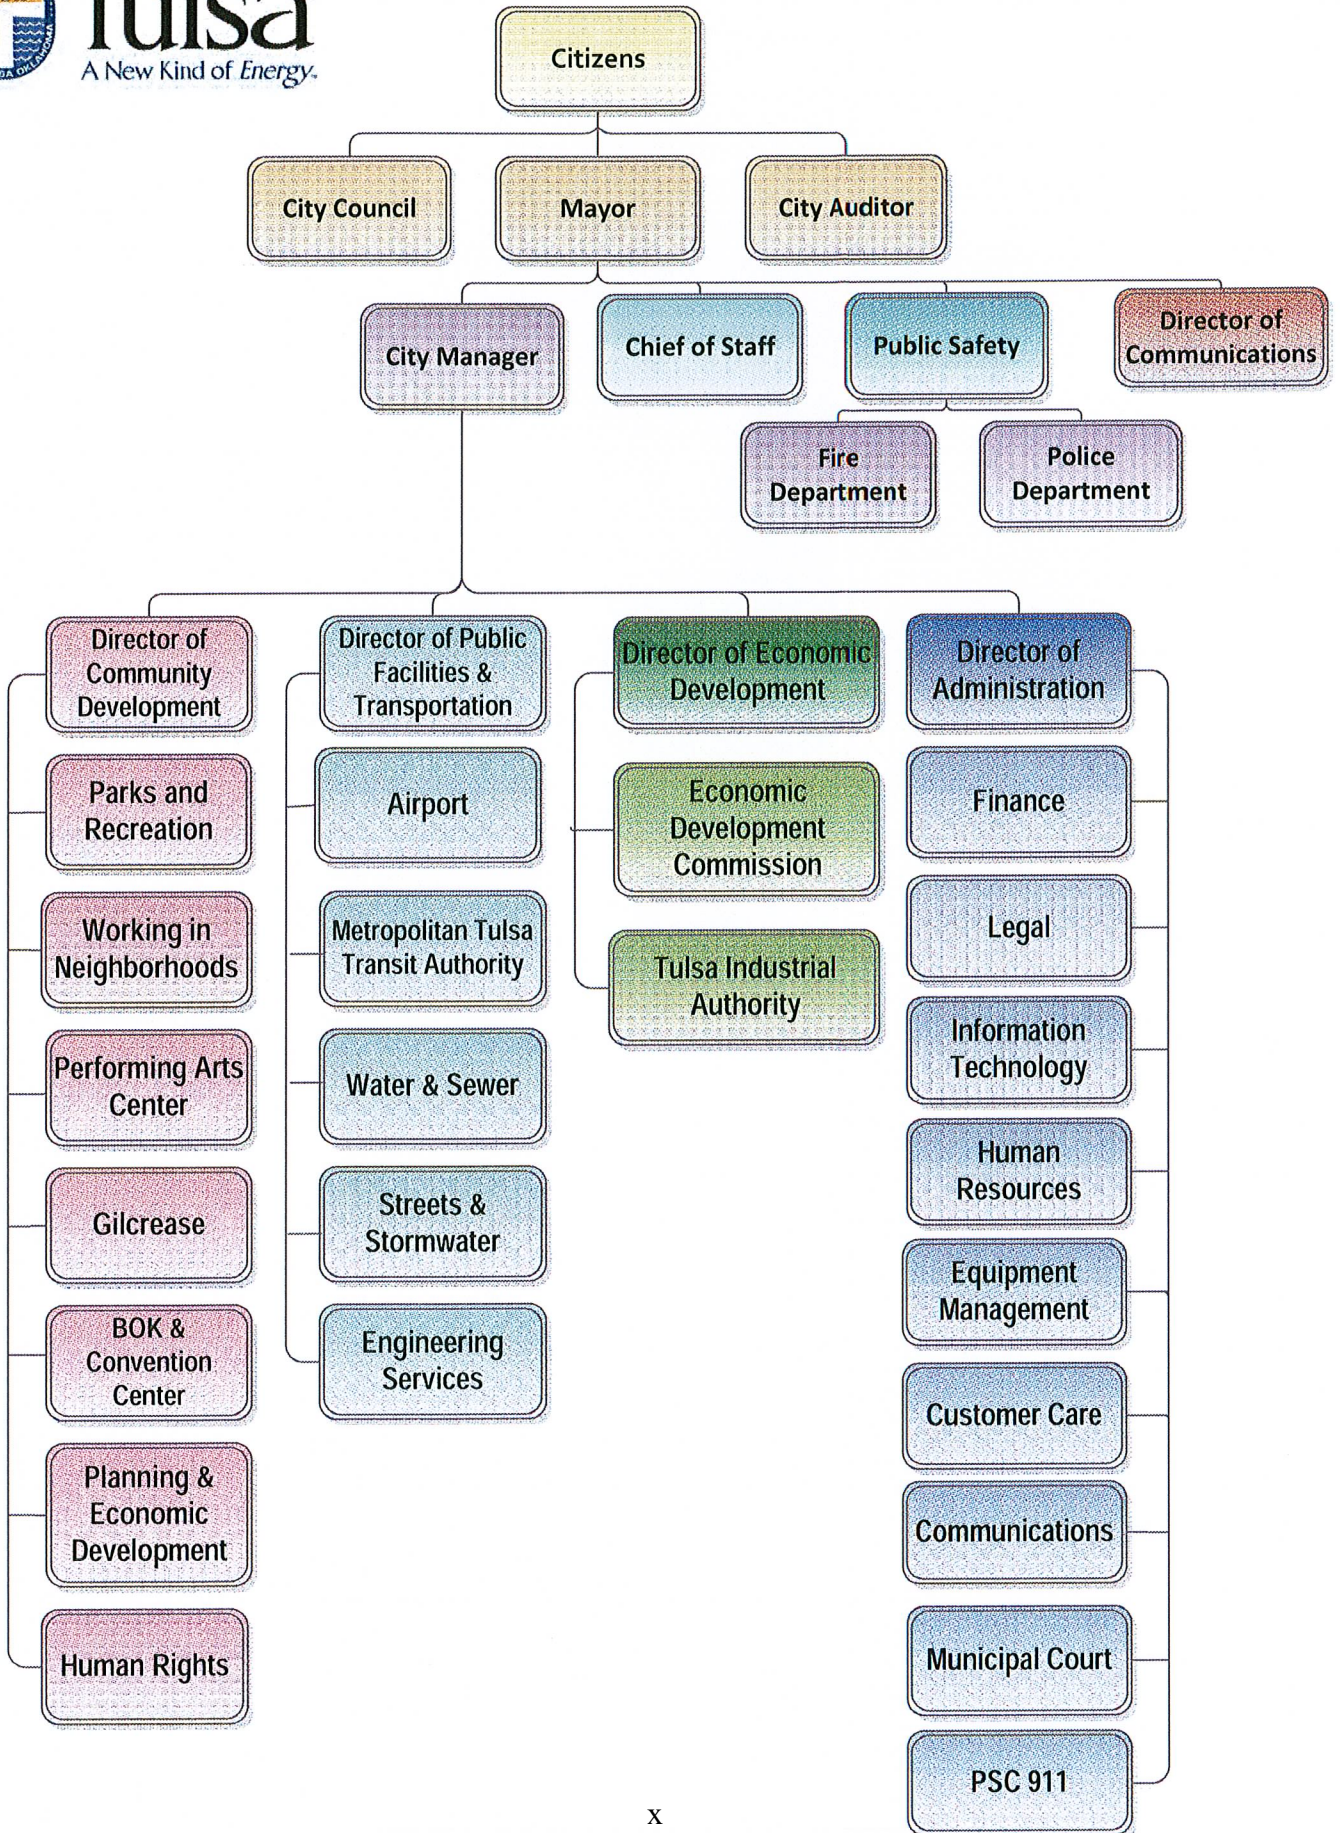 Tulsa
A New Kind of Energy.
Citizens
City Council
Mayor
City Auditor
City Manager
Chief of Staff
Public Safety
Director of
Communications
Fire
Department
Police
Department
Director of
Community
Development
Parks and
Recreation
Working in
Neighborhoods
Performing Arts
Center
Gilcrease
BOK &
Convention
Center
Planning &
Economic
Development
Human Rights
Director of Public
Facilities &
Transportation
Airport
Metropolitan Tulsa
Transit Authority
Water & Sewer
Streets &
Stormwater
Engineering
Services
Director of Economic
Development
Economic
Development
Commission
Tulsa Industrial
Authority
Director of
Administration
Finance
Legal
Information
Technology
Human
Resources
Equipment
Management
Customer Care
Communications
Municipal Court
PSC 911
x